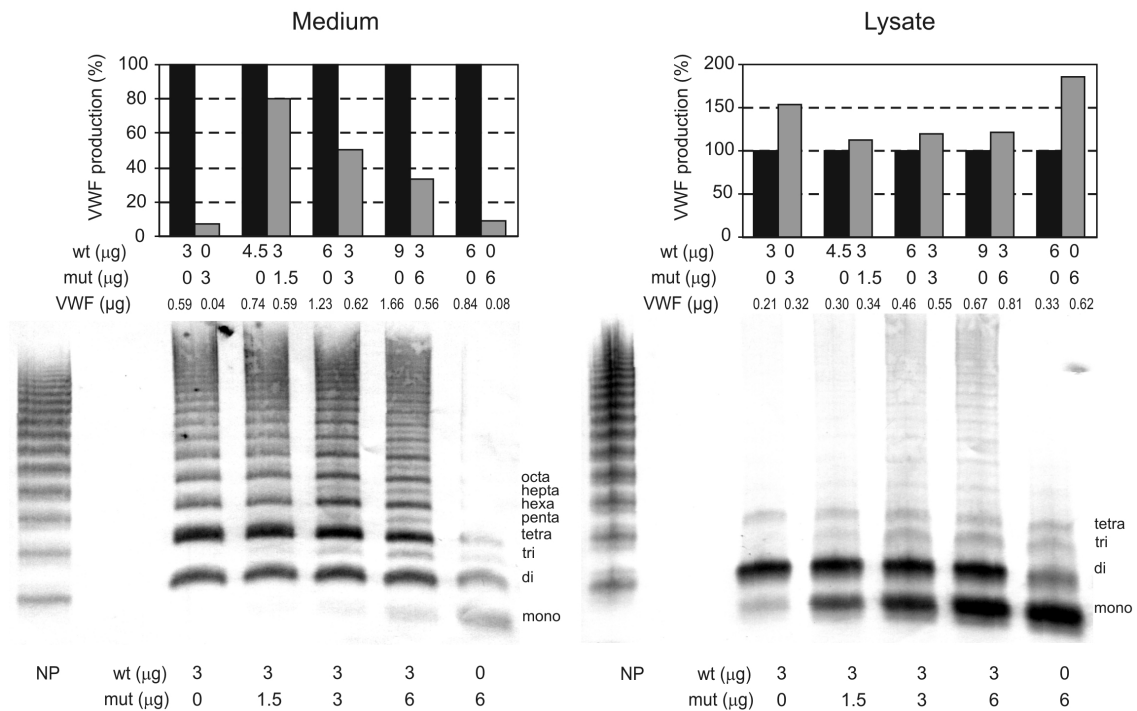 Medium
VWF production (%)
100
80
60
40
20
0
wt (µg) 3 0 4.5 3 6 3 9 3 6 0
mut (µg) 0 3 0 1.5 0 3 0 6 0 6
VWF (µg) 0.59 0.04 0.74 0.59 1.23 0.62 1.66 0.56 0.84 0.08
octa
hepta
hexa
penta
tetra
tri
di
mono
NP wt (µg) 3 3 3 3 0
mut (µg) 0 1.5 3 6 6
Lysate
VWF production (%)
200
150
100
50
0
wt (µg) 3 0 4.5 3 6 3 9 3 6 0
mut (µg) 0 3 0 1.5 0 3 0 6 0 6
VWF (µg) 0.21 0.32 0.30 0.34 0.46 0.55 0.67 0.81 0.33 0.62
tetra
tri
di
mono
NP wt (µg) 3 3 3 3 0
mut (µg) 0 1.5 3 6 6